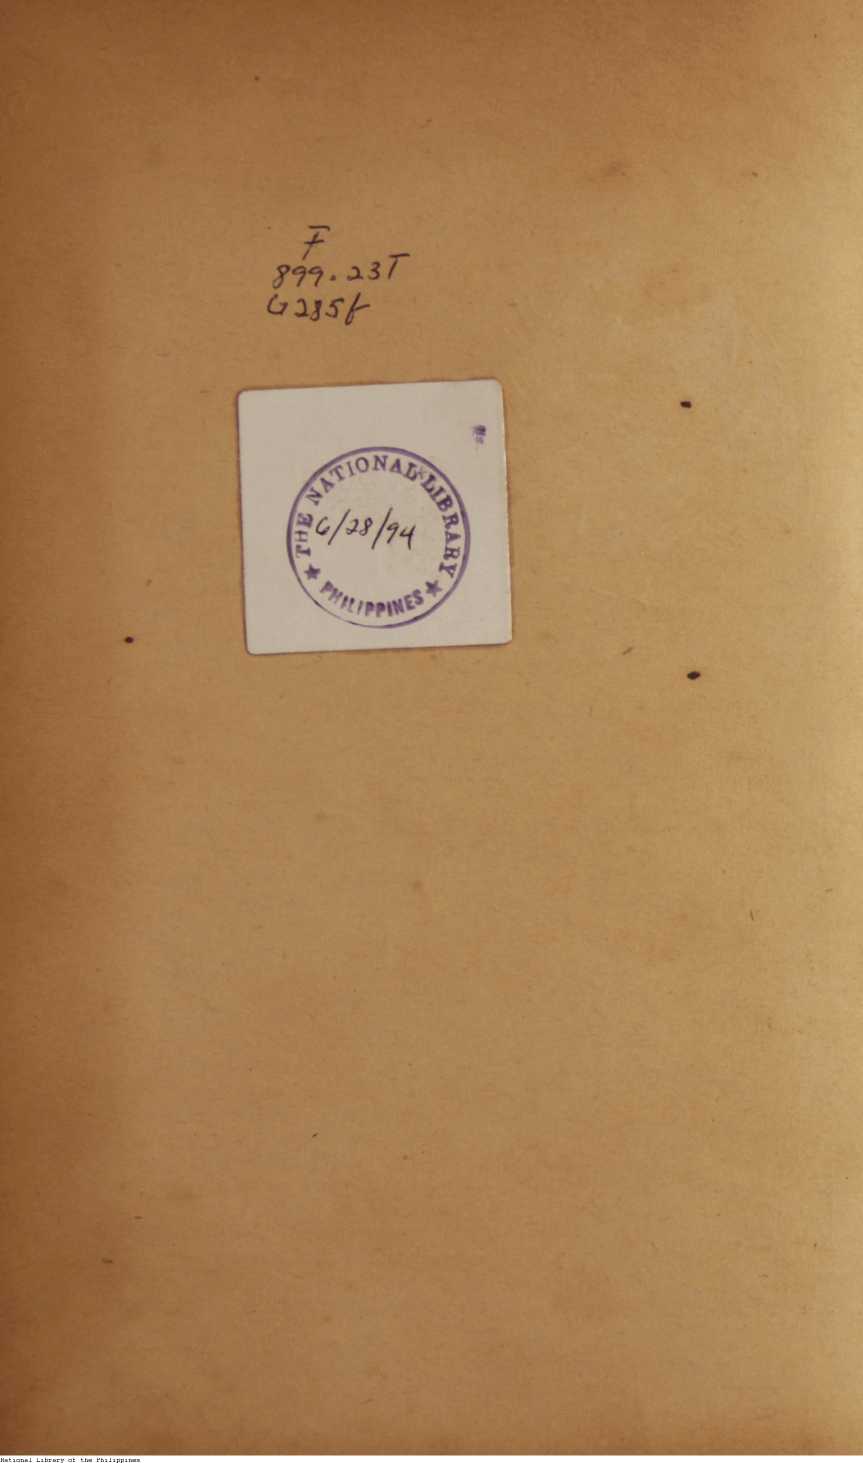 F
899.23T
G285f
THE NATIONAL LIBRARY
6/28/94
PHILIPPINES
National Library of the Philippines